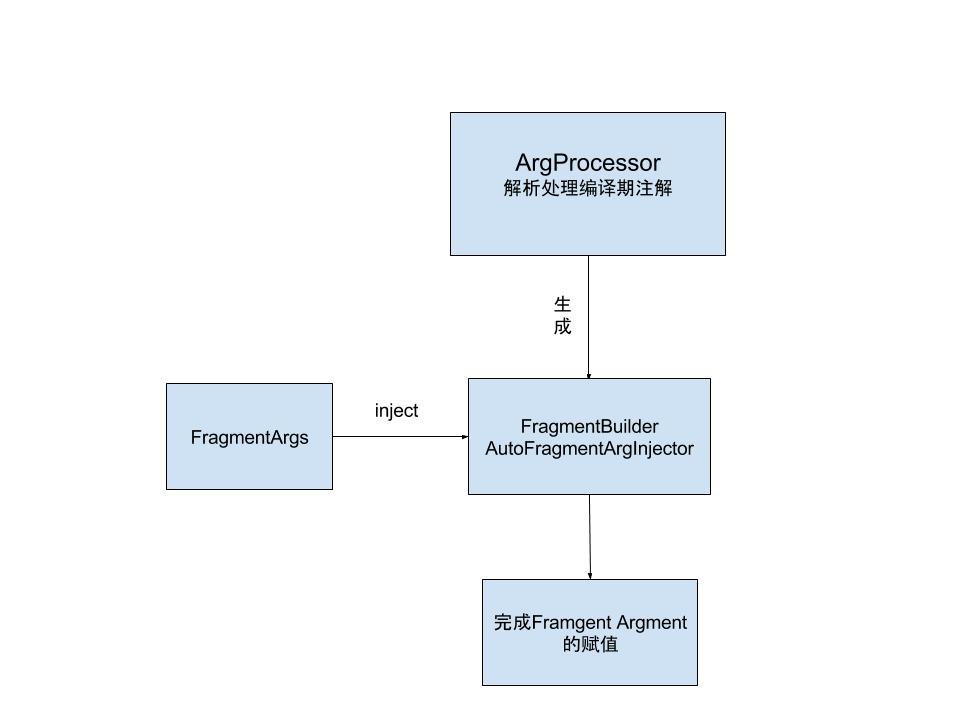 ArgProcessor
解析处理编译期注解
生
成
inject
FragmentArgs
FragmentBuilder
AutoFragmentArgInjector
完成Framgent Argment
的赋值